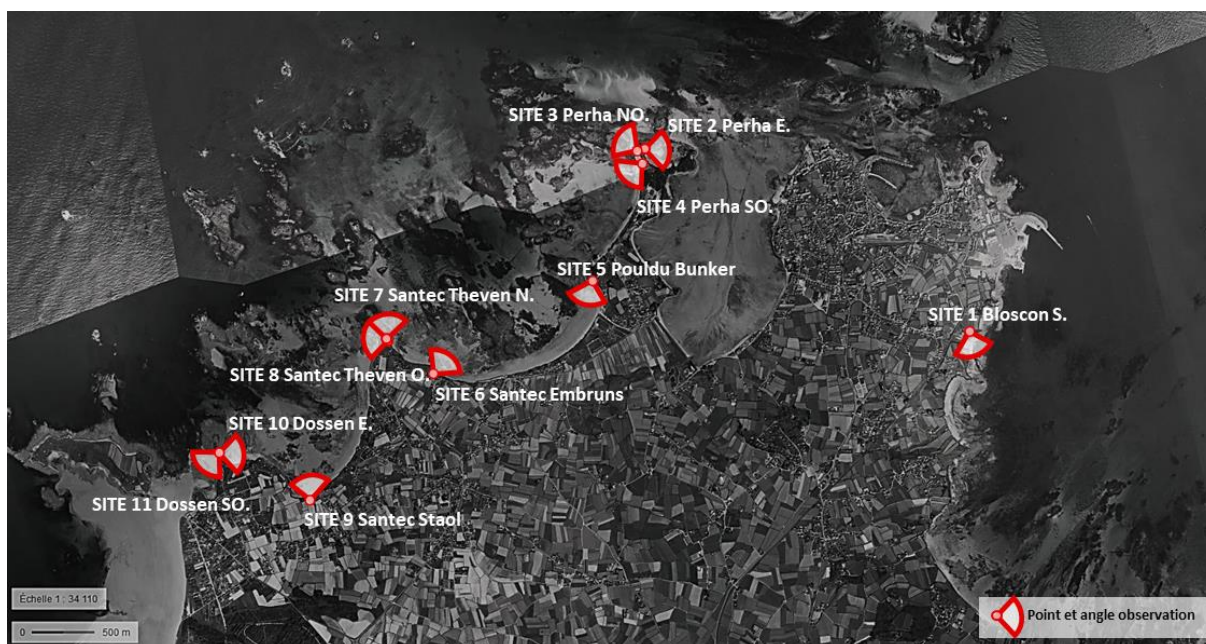 SITE 3 Perha NO.
SITE 2 Perha E.
SITE 4 Perha SO.
SITE 5 Pouldu Bunker
SITE 7 Santec Theven N.
SITE 1 Bloscon S.
SITE 8 Santec Theven O.
SITE 6 Santec Embruns
SITE 10 Dossen E.
SITE 11 Dossen SO.
SITE 9 Santec Staol
Échelle 1 : 34 110
0 500 m
Point et angle observation